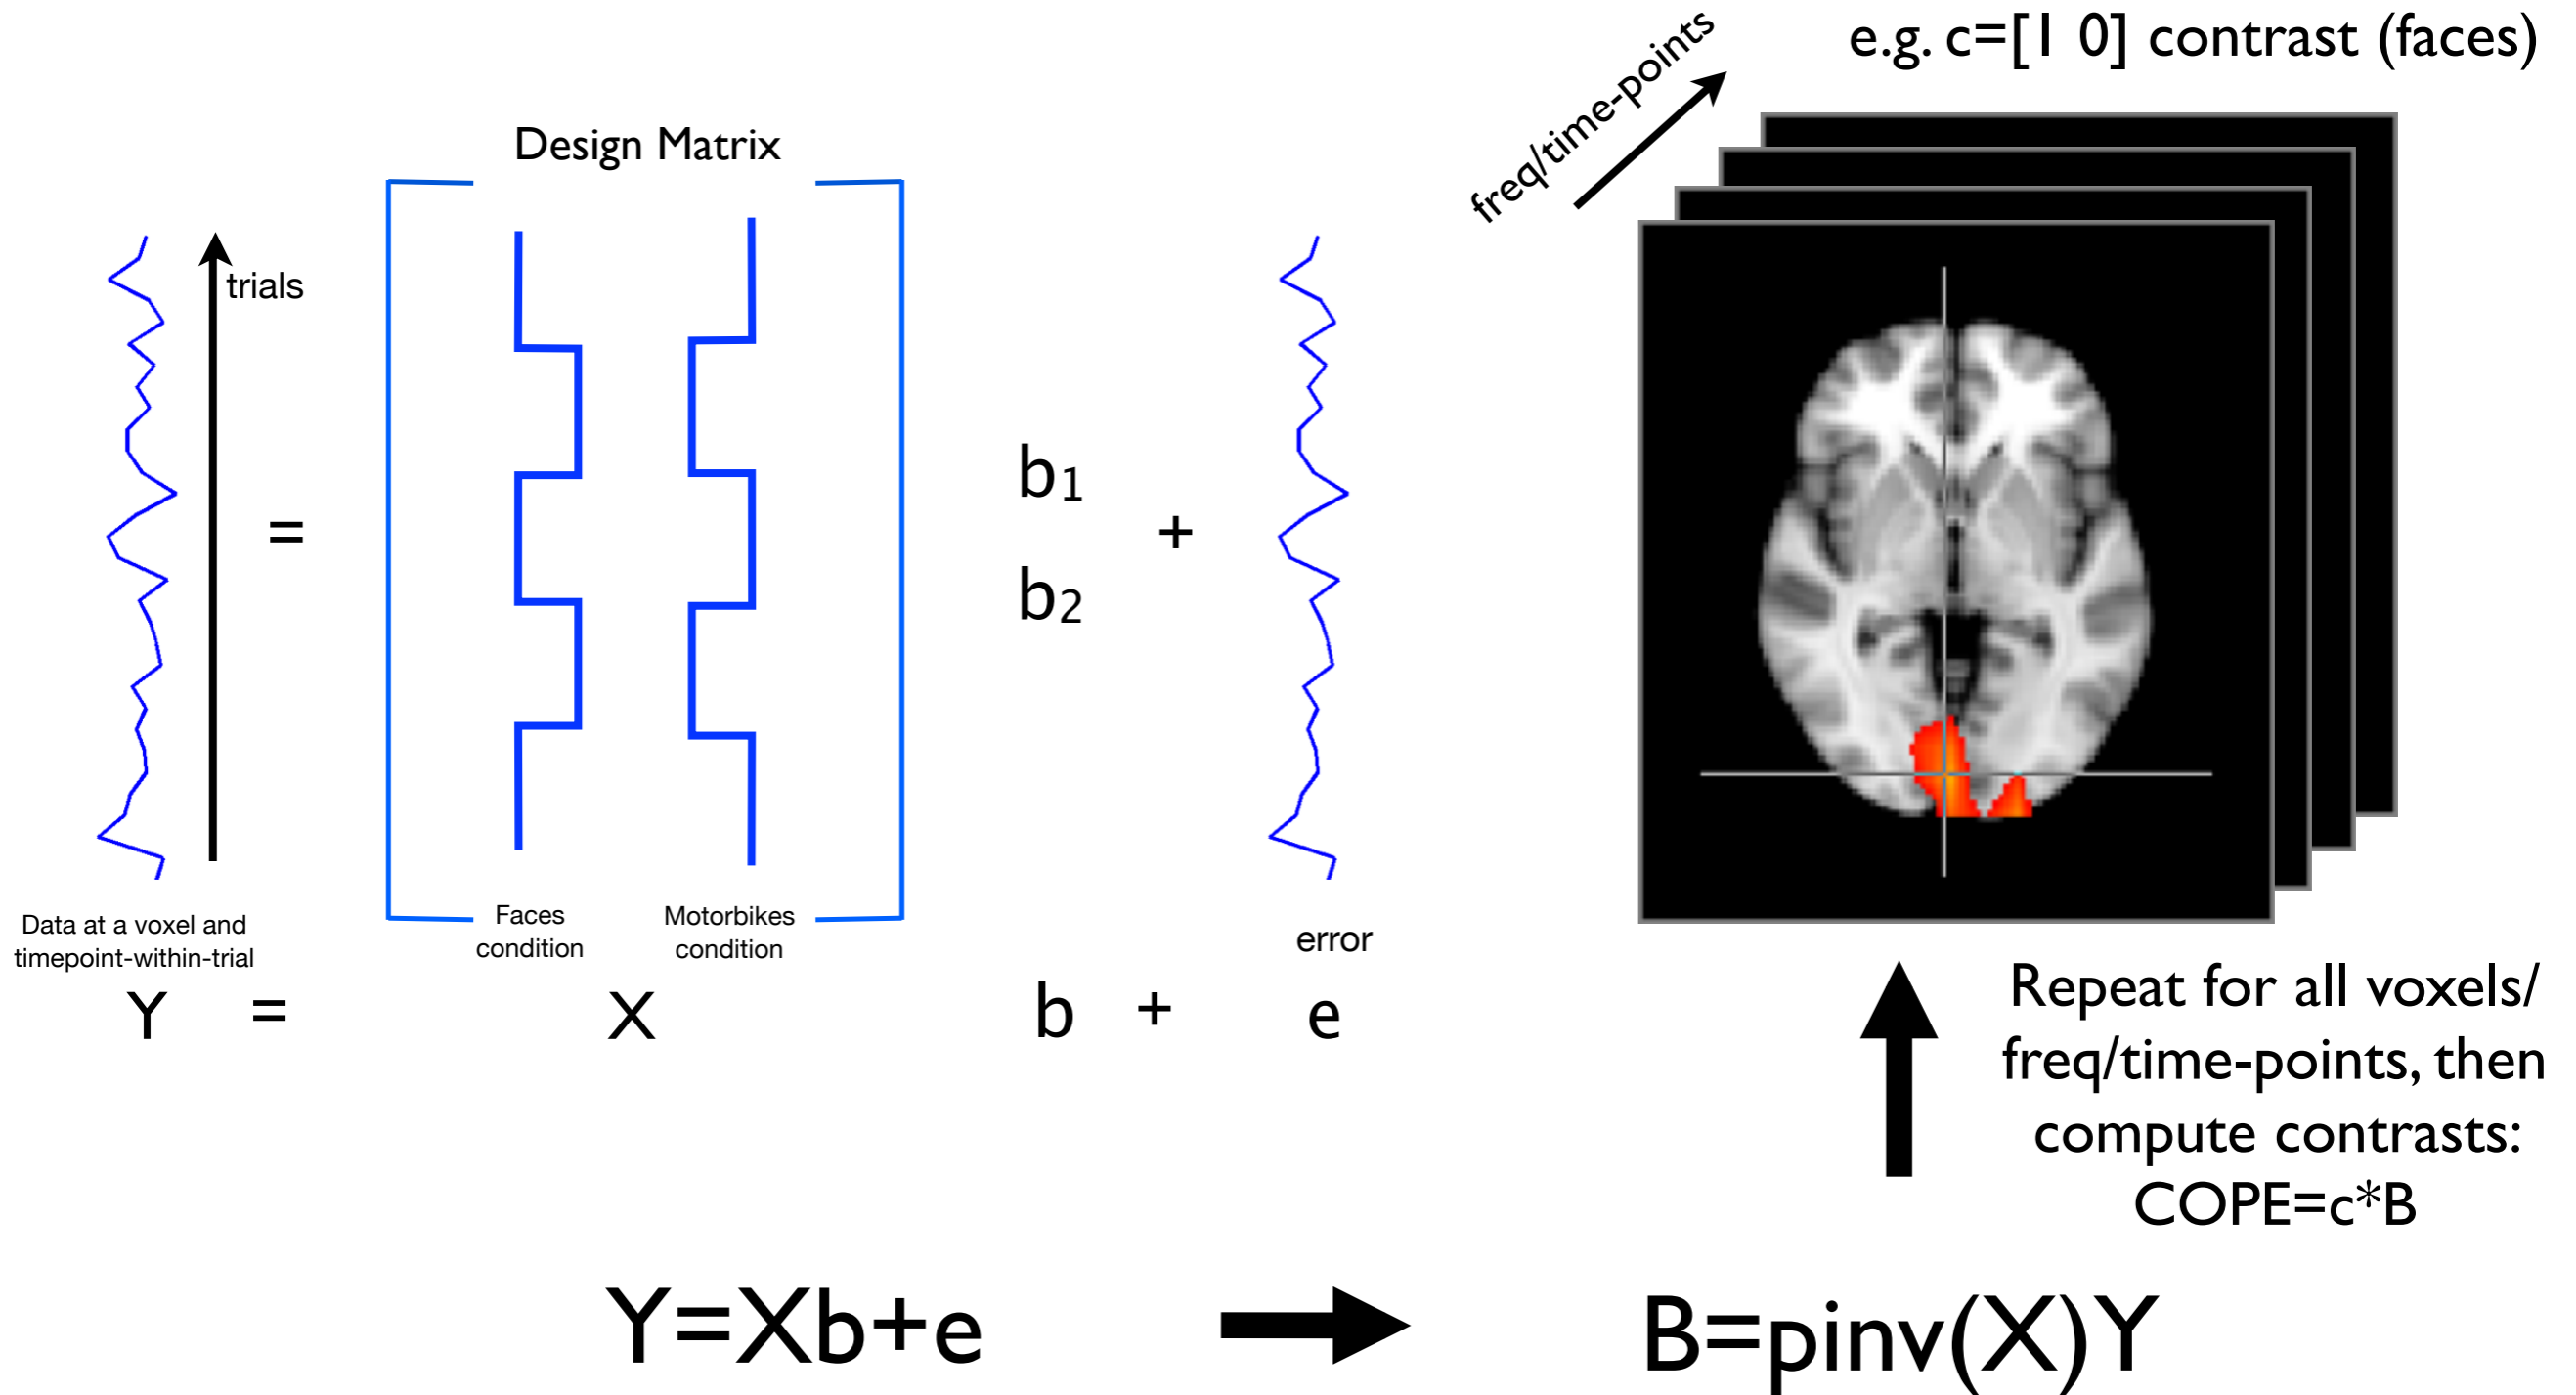 e.g. c=[1 0] contrast (faces)
freq/time-points
Design Matrix
trials
=
b1
b2
+
Data at a voxel and
timepoint-within-trial
Faces
condition
Motorbikes
condition
error
Y = X b + e
Repeat for all voxels/
freq/time-points, then
compute contrasts:
COPE=c*B
Y=Xb+e
B=pinv(X)Y